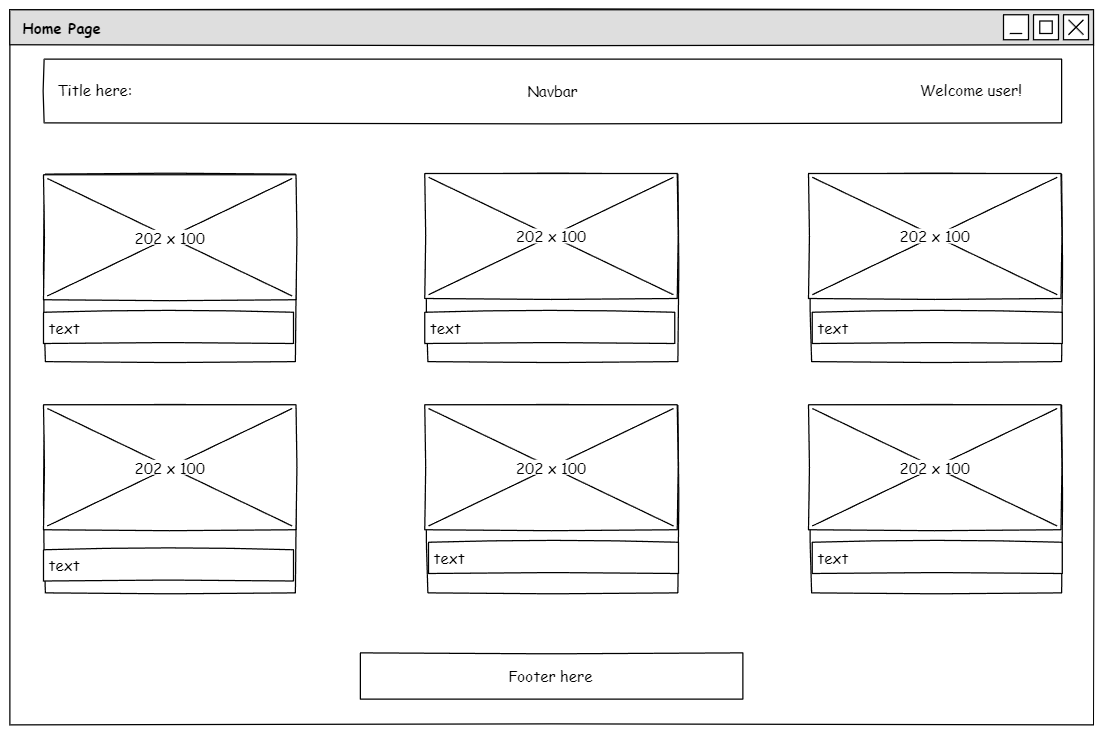 Home Page
Title here:
Navbar
Welcome user!
202 x 100
202 x 100
202 x 100
text
text
text
202 x 100
202 x 100
202 x 100
text
text
text
Footer here